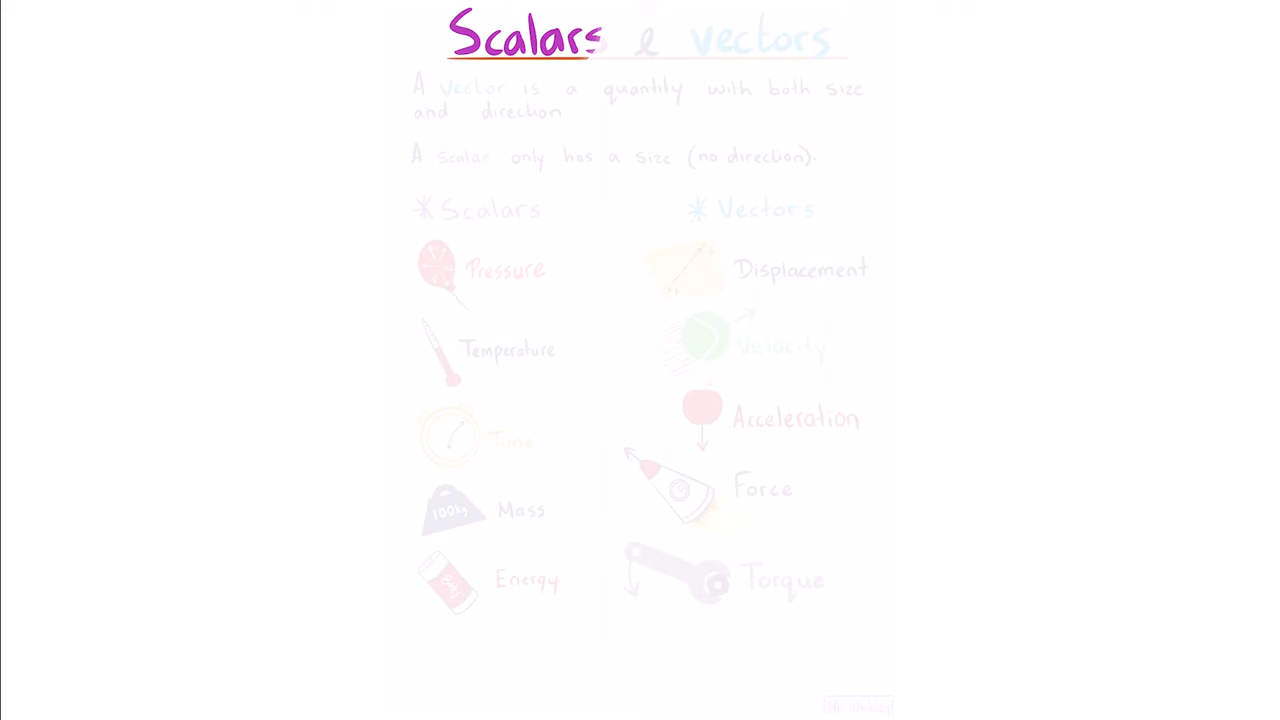 Scalars & vectors
A vector is a quantity with both size
and direction
A scalar only has a size (no direction).
* Scalars
* Vectors
Pressure
Displacement
Temperature
Velocity
Acceleration
Time
Force
100kg Mass
Energy
Torque